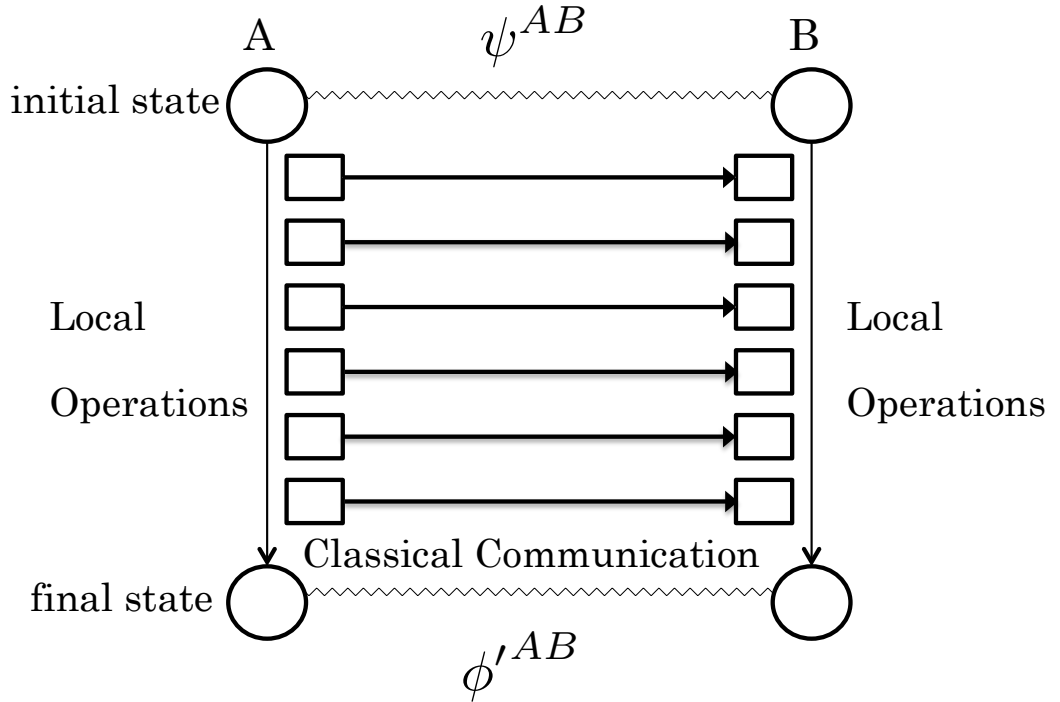 A
ψ^{AB}
B
initial state
Local
Operations
Local
Operations
Classical Communication
final state
ϕ'^{AB}